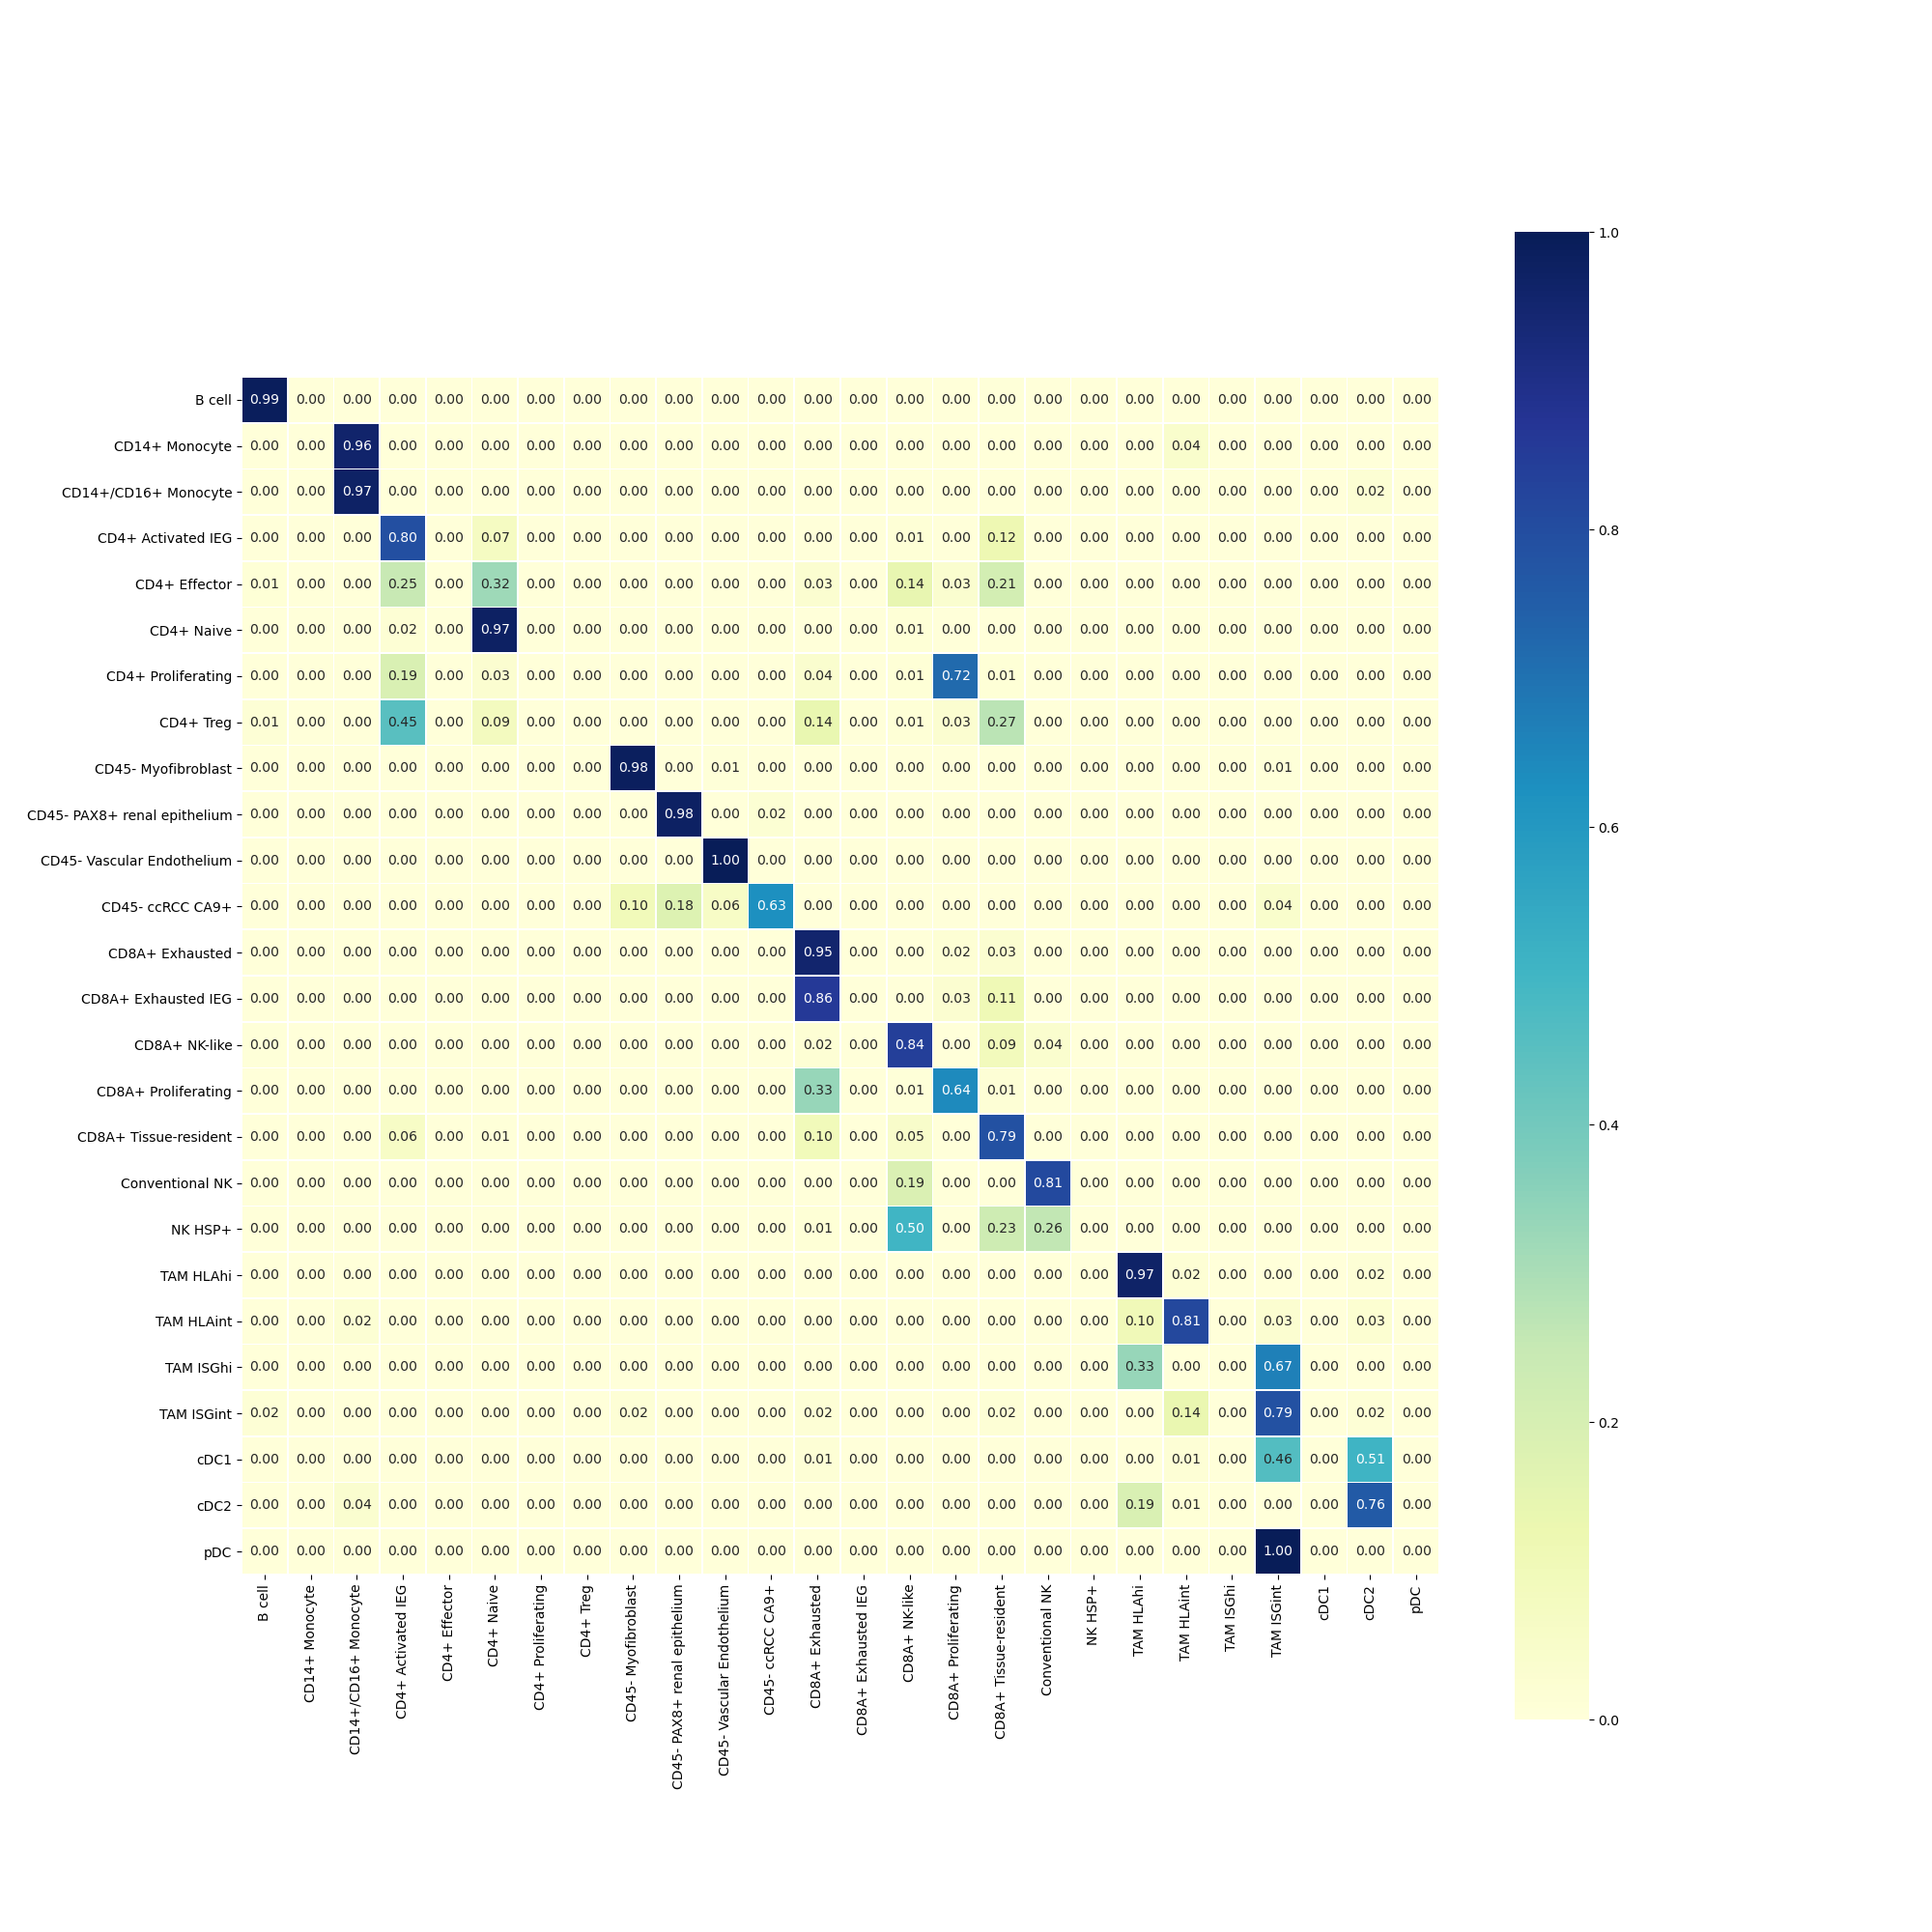 1.0
B cell 0.99 0.00 0.00 0.00 0.00 0.00 0.00 0.00 0.00 0.00 0.00 0.00 0.00 0.00 0.00 0.00 0.00 0.00 0.00 0.00 0.00 0.00 0.00 0.00 0.00 0.00
CD14+ Monocyte 0.00 0.00 0.96 0.00 0.00 0.00 0.00 0.00 0.00 0.00 0.00 0.00 0.00 0.00 0.00 0.00 0.00 0.00 0.00 0.00 0.04 0.00 0.00 0.00 0.00 0.00
CD14+/CD16+ Monocyte 0.00 0.00 0.97 0.00 0.00 0.00 0.00 0.00 0.00 0.00 0.00 0.00 0.00 0.00 0.00 0.00 0.00 0.00 0.00 0.00 0.00 0.00 0.00 0.00 0.02 0.00
0.8
CD4+ Activated IEG 0.00 0.00 0.00 0.80 0.00 0.07 0.00 0.00 0.00 0.00 0.00 0.00 0.00 0.00 0.01 0.00 0.12 0.00 0.00 0.00 0.00 0.00 0.00 0.00 0.00 0.00
CD4+ Effector 0.01 0.00 0.00 0.25 0.00 0.32 0.00 0.00 0.00 0.00 0.00 0.00 0.03 0.00 0.14 0.03 0.21 0.00 0.00 0.00 0.00 0.00 0.00 0.00 0.00 0.00
CD4+ Naive 0.00 0.00 0.00 0.02 0.00 0.97 0.00 0.00 0.00 0.00 0.00 0.00 0.00 0.00 0.01 0.00 0.00 0.00 0.00 0.00 0.00 0.00 0.00 0.00 0.00 0.00
CD4+ Proliferating 0.00 0.00 0.00 0.19 0.00 0.03 0.00 0.00 0.00 0.00 0.00 0.00 0.04 0.00 0.01 0.72 0.01 0.00 0.00 0.00 0.00 0.00 0.00 0.00 0.00 0.00
CD4+ Treg 0.01 0.00 0.00 0.45 0.00 0.09 0.00 0.00 0.00 0.00 0.00 0.00 0.14 0.00 0.01 0.03 0.27 0.00 0.00 0.00 0.00 0.00 0.00 0.00 0.00 0.00
CD45- Myofibroblast 0.00 0.00 0.00 0.00 0.00 0.00 0.00 0.00 0.98 0.00 0.01 0.00 0.00 0.00 0.00 0.00 0.00 0.00 0.00 0.00 0.00 0.00 0.01 0.00 0.00 0.00
CD45- PAX8+ renal epithelium 0.00 0.00 0.00 0.00 0.00 0.00 0.00 0.00 0.00 0.98 0.00 0.02 0.00 0.00 0.00 0.00 0.00 0.00 0.00 0.00 0.00 0.00 0.00 0.00 0.00 0.00
0.6
CD45- Vascular Endothelium 0.00 0.00 0.00 0.00 0.00 0.00 0.00 0.00 0.00 0.00 1.00 0.00 0.00 0.00 0.00 0.00 0.00 0.00 0.00 0.00 0.00 0.00 0.00 0.00 0.00 0.00
CD45- ccRCC CA9+ 0.00 0.00 0.00 0.00 0.00 0.00 0.00 0.00 0.10 0.18 0.06 0.63 0.00 0.00 0.00 0.00 0.00 0.00 0.00 0.00 0.00 0.00 0.04 0.00 0.00 0.00
CD8A+ Exhausted 0.00 0.00 0.00 0.00 0.00 0.00 0.00 0.00 0.00 0.00 0.00 0.00 0.95 0.00 0.00 0.02 0.03 0.00 0.00 0.00 0.00 0.00 0.00 0.00 0.00 0.00
CD8A+ Exhausted IEG 0.00 0.00 0.00 0.00 0.00 0.00 0.00 0.00 0.00 0.00 0.00 0.00 0.86 0.00 0.00 0.03 0.11 0.00 0.00 0.00 0.00 0.00 0.00 0.00 0.00 0.00
CD8A+ NK-like 0.00 0.00 0.00 0.00 0.00 0.00 0.00 0.00 0.00 0.00 0.00 0.00 0.02 0.00 0.84 0.00 0.09 0.04 0.00 0.00 0.00 0.00 0.00 0.00 0.00 0.00
CD8A+ Proliferating 0.00 0.00 0.00 0.00 0.00 0.00 0.00 0.00 0.00 0.00 0.00 0.00 0.33 0.00 0.01 0.64 0.01 0.00 0.00 0.00 0.00 0.00 0.00 0.00 0.00 0.00
0.4
CD8A+ Tissue-resident 0.00 0.00 0.00 0.06 0.00 0.01 0.00 0.00 0.00 0.00 0.00 0.00 0.10 0.00 0.05 0.00 0.79 0.00 0.00 0.00 0.00 0.00 0.00 0.00 0.00 0.00
Conventional NK 0.00 0.00 0.00 0.00 0.00 0.00 0.00 0.00 0.00 0.00 0.00 0.00 0.00 0.00 0.19 0.00 0.00 0.81 0.00 0.00 0.00 0.00 0.00 0.00 0.00 0.00
NK HSP+ 0.00 0.00 0.00 0.00 0.00 0.00 0.00 0.00 0.00 0.00 0.00 0.00 0.01 0.00 0.50 0.00 0.23 0.26 0.00 0.00 0.00 0.00 0.00 0.00 0.00 0.00
TAM HLAhi 0.00 0.00 0.00 0.00 0.00 0.00 0.00 0.00 0.00 0.00 0.00 0.00 0.00 0.00 0.00 0.00 0.00 0.00 0.00 0.97 0.02 0.00 0.00 0.00 0.02 0.00
TAM HLAint 0.00 0.00 0.02 0.00 0.00 0.00 0.00 0.00 0.00 0.00 0.00 0.00 0.00 0.00 0.00 0.00 0.00 0.00 0.00 0.10 0.81 0.00 0.03 0.00 0.03 0.00
TAM ISGhi 0.00 0.00 0.00 0.00 0.00 0.00 0.00 0.00 0.00 0.00 0.00 0.00 0.00 0.00 0.00 0.00 0.00 0.00 0.00 0.33 0.00 0.00 0.67 0.00 0.00 0.00
TAM ISGint 0.02 0.00 0.00 0.00 0.00 0.00 0.00 0.00 0.02 0.00 0.00 0.00 0.02 0.00 0.00 0.00 0.02 0.00 0.00 0.00 0.14 0.00 0.79 0.00 0.02 0.00
0.2
cDC1 0.00 0.00 0.00 0.00 0.00 0.00 0.00 0.00 0.00 0.00 0.00 0.00 0.01 0.00 0.00 0.00 0.00 0.00 0.00 0.00 0.01 0.00 0.46 0.00 0.51 0.00
cDC2 0.00 0.00 0.04 0.00 0.00 0.00 0.00 0.00 0.00 0.00 0.00 0.00 0.00 0.00 0.00 0.00 0.00 0.00 0.00 0.19 0.01 0.00 0.00 0.00 0.76 0.00
pDC 0.00 0.00 0.00 0.00 0.00 0.00 0.00 0.00 0.00 0.00 0.00 0.00 0.00 0.00 0.00 0.00 0.00 0.00 0.00 0.00 0.00 0.00 1.00 0.00 0.00 0.00
0.0
B cell
CD14+ Monocyte
CD14+/CD16+ Monocyte
CD4+ Activated IEG
CD4+ Effector
CD4+ Naive
CD4+ Proliferating
CD4+ Treg
CD45- Myofibroblast
CD45- PAX8+ renal epithelium
CD45- Vascular Endothelium
CD45- ccRCC CA9+
CD8A+ Exhausted
CD8A+ Exhausted IEG
CD8A+ NK-like
CD8A+ Proliferating
CD8A+ Tissue-resident
Conventional NK
NK HSP+
TAM HLAhi
TAM HLAint
TAM ISGhi
TAM ISGint
cDC1
cDC2
pDC